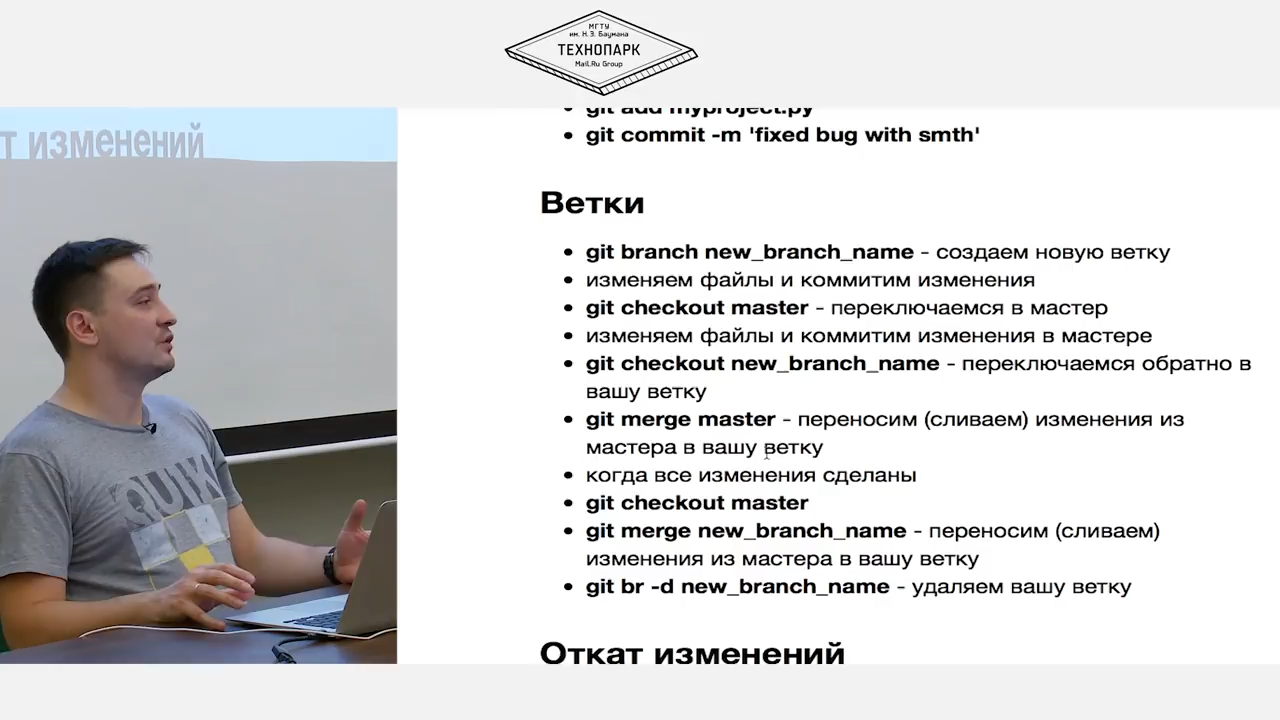 МГТУ
им. Н.Э. Баумана
ТЕХНОПАРК
Mail.Ru Group
т изменений
QUIK
git add myproject.py
git commit -m 'fixed bug with smth'
Ветки
git branch new_branch_name - создаем новую ветку
изменяем файлы и коммитим изменения
git checkout master - переключаемся в мастер
изменяем файлы и коммитим изменения в мастере
git checkout new_branch_name - переключаемся обратно в
вашу ветку
git merge master - переносим (сливаем) изменения из
мастера в вашу ветку
когда все изменения сделаны
git checkout master
git merge new_branch_name - переносим (сливаем)
изменения из мастера в вашу ветку
git br -d new_branch_name - удаляем вашу ветку
Откат изменений